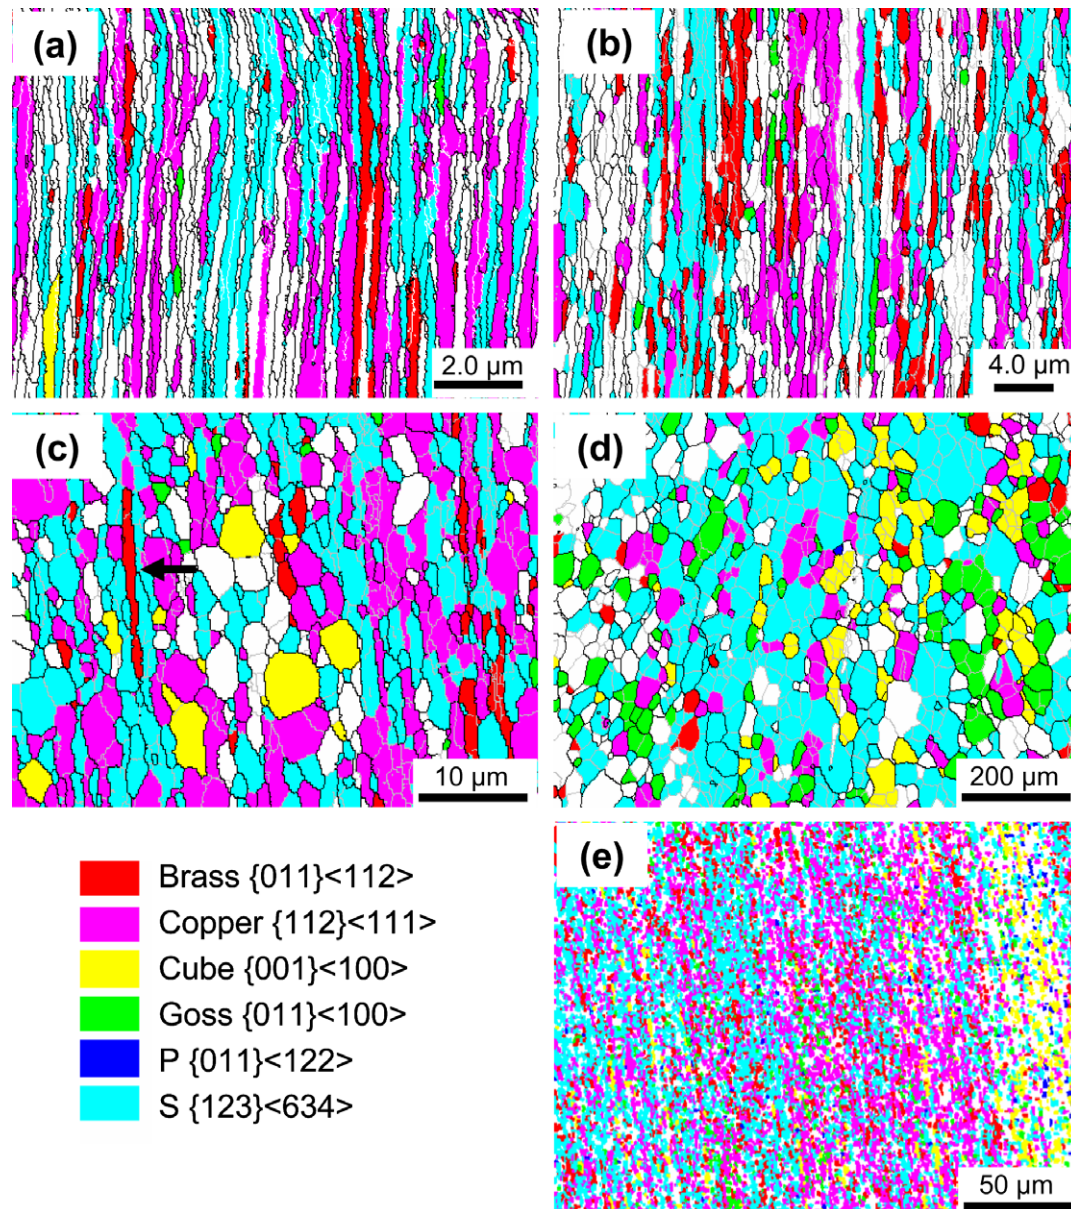 (a)
(b)
2.0 μm
4.0 μm
(c)
(d)
10 μm
200 μm
(e)
Brass {011}<112>
Copper {112}<111>
Cube {001}<100>
Goss {011}<100>
P {011}<122>
S {123}<634>
50 μm